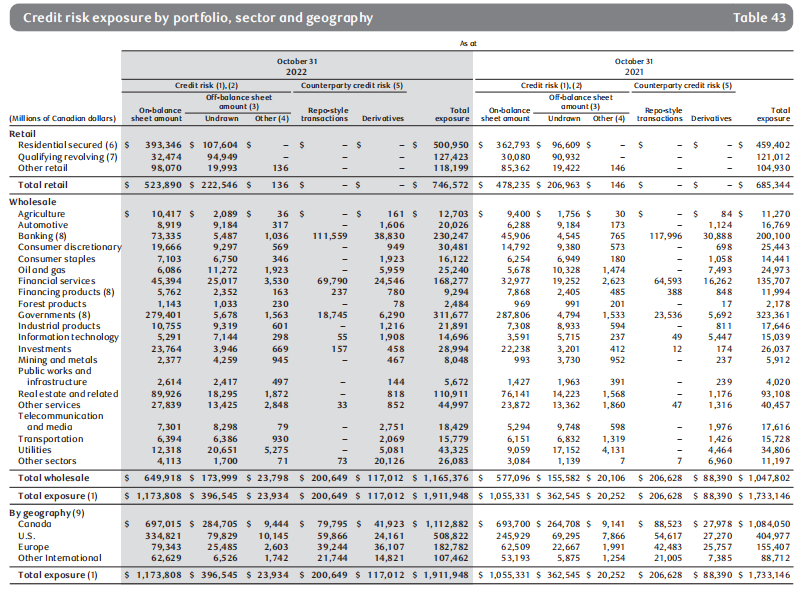 Credit risk exposure by portfolio, sector and geography Table 43
As at
October 31 October 31
2022 2021
Credit risk (1), (2) Counterparty credit risk (5) Credit risk (1), (2) Counterparty credit risk (5)
Off-balance sheet Off-balance sheet
On-balance amount (3) Repo-style Total On-balance amount (3) Repo-style Total
(Millions of Canadian dollars) sheet amount Undrawn Other (4) transactions Derivatives exposure sheet amount Undrawn Other (4) transactions Derivatives exposure
Retail
Residential secured (6) $ 393,346 $ 107,604 $ – $ – $ – $ 500,950 $ 362,793 $ 96,609 $ – $ – $ – $ 459,402
Qualifying revolving (7) 32,474 94,949 – – – 127,423 30,080 90,932 – – – 121,012
Other retail 98,070 19,993 136 – – 118,199 85,362 19,422 146 – – 104,930
Total retail $ 523,890 $ 222,546 $ 136 $ – $ – $ 746,572 $ 478,235 $ 206,963 $ 146 $ – $ – $ 685,344
Wholesale
Agriculture $ 10,417 $ 2,089 $ 36 $ – $ 161 $ 12,703 $ 9,400 $ 1,756 $ 30 $ – $ 84 $ 11,270
Automotive 8,919 9,184 317 – 1,606 20,026 6,288 9,184 173 – 1,124 16,769
Banking (8) 73,335 5,487 1,036 111,559 38,830 230,247 45,906 4,545 765 117,996 30,888 200,100
Consumer discretionary 19,666 9,297 569 – 949 30,481 14,792 9,380 573 – 698 25,443
Consumer staples 7,103 6,750 346 – 1,923 16,122 6,254 6,949 180 – 1,058 14,441
Oil and gas 6,086 11,272 1,923 – 5,959 25,240 5,678 10,328 1,474 – 7,493 24,973
Financial services 45,394 25,017 3,530 69,790 24,546 168,277 32,977 19,252 2,623 64,593 16,262 135,707
Financing products (8) 5,762 2,352 163 237 780 9,294 7,868 2,405 485 388 848 11,994
Forest products 1,143 1,033 230 – 78 2,484 969 991 201 – 17 2,178
Governments (8) 279,401 5,678 1,563 18,745 6,290 311,677 287,806 4,794 1,533 23,536 5,692 323,361
Industrial products 10,755 9,319 601 – 1,216 21,891 7,308 8,933 594 – 811 17,646
Information technology 5,291 7,144 298 55 1,908 14,696 3,591 5,715 237 49 5,447 15,039
Investments 23,764 3,946 669 157 458 28,994 22,238 3,201 412 12 174 26,037
Mining and metals 2,377 4,259 945 – 467 8,048 993 3,730 952 – 237 5,912
Public works and
infrastructure 2,614 2,417 497 – 144 5,672 1,427 1,963 391 – 239 4,020
Real estate and related 89,926 18,295 1,872 – 818 110,911 76,141 14,223 1,568 – 1,176 93,108
Other services 27,839 13,425 2,848 33 852 44,997 23,872 13,362 1,860 47 1,316 40,457
Telecommunication
and media 7,301 8,298 79 – 2,751 18,429 5,294 9,748 598 – 1,976 17,616
Transportation 6,394 6,386 930 – 2,069 15,779 6,151 6,832 1,319 – 1,426 15,728
Utilities 12,318 20,651 5,275 – 5,081 43,325 9,059 17,152 4,131 – 4,464 34,806
Other sectors 4,113 1,700 71 73 20,126 26,083 3,084 1,139 7 7 6,960 11,197
Total wholesale $ 649,918 $ 173,999 $ 23,798 $ 200,649 $ 117,012 $ 1,165,376 $ 577,096 $ 155,582 $ 20,106 $ 206,628 $ 88,390 $ 1,047,802
Total exposure (1) $ 1,173,808 $ 396,545 $ 23,934 $ 200,649 $ 117,012 $ 1,911,948 $ 1,055,331 $ 362,545 $ 20,252 $ 206,628 $ 88,390 $ 1,733,146
By geography (9)
Canada $ 697,015 $ 284,705 $ 9,444 $ 79,795 $ 41,923 $ 1,112,882 $ 693,700 $ 264,708 $ 9,141 $ 88,523 $ 27,978 $ 1,084,050
U.S. 334,821 79,829 10,145 59,866 24,161 508,822 245,929 69,295 7,866 54,617 27,270 404,977
Europe 79,343 25,485 2,603 39,244 36,107 182,782 62,509 22,667 1,991 42,483 25,757 155,407
Other International 62,629 6,526 1,742 21,744 14,821 107,462 53,193 5,875 1,254 21,005 7,385 88,712
Total exposure (1) $ 1,173,808 $ 396,545 $ 23,934 $ 200,649 $ 117,012 $ 1,911,948 $ 1,055,331 $ 362,545 $ 20,252 $ 206,628 $ 88,390 $ 1,733,146